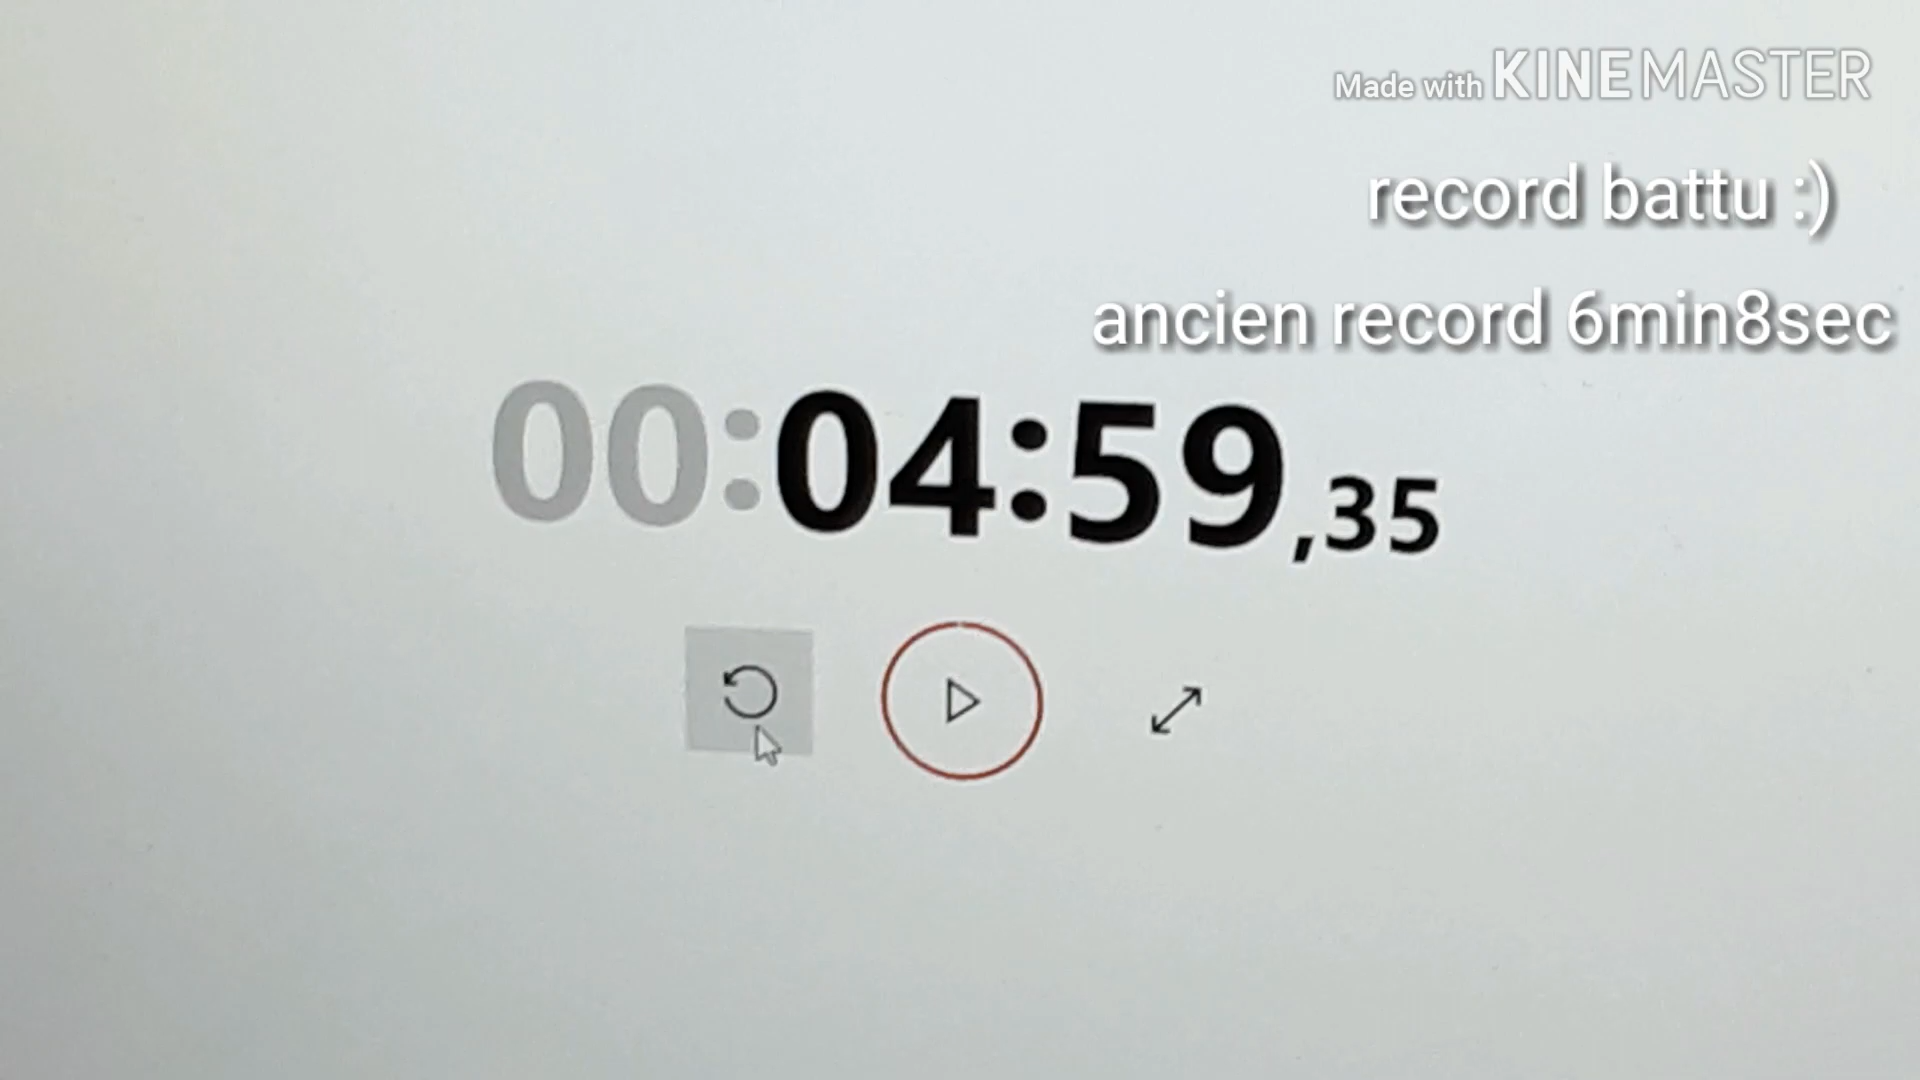 Made with KINEMASTER
record battu :)
ancien record 6min8sec
00:04:59,35